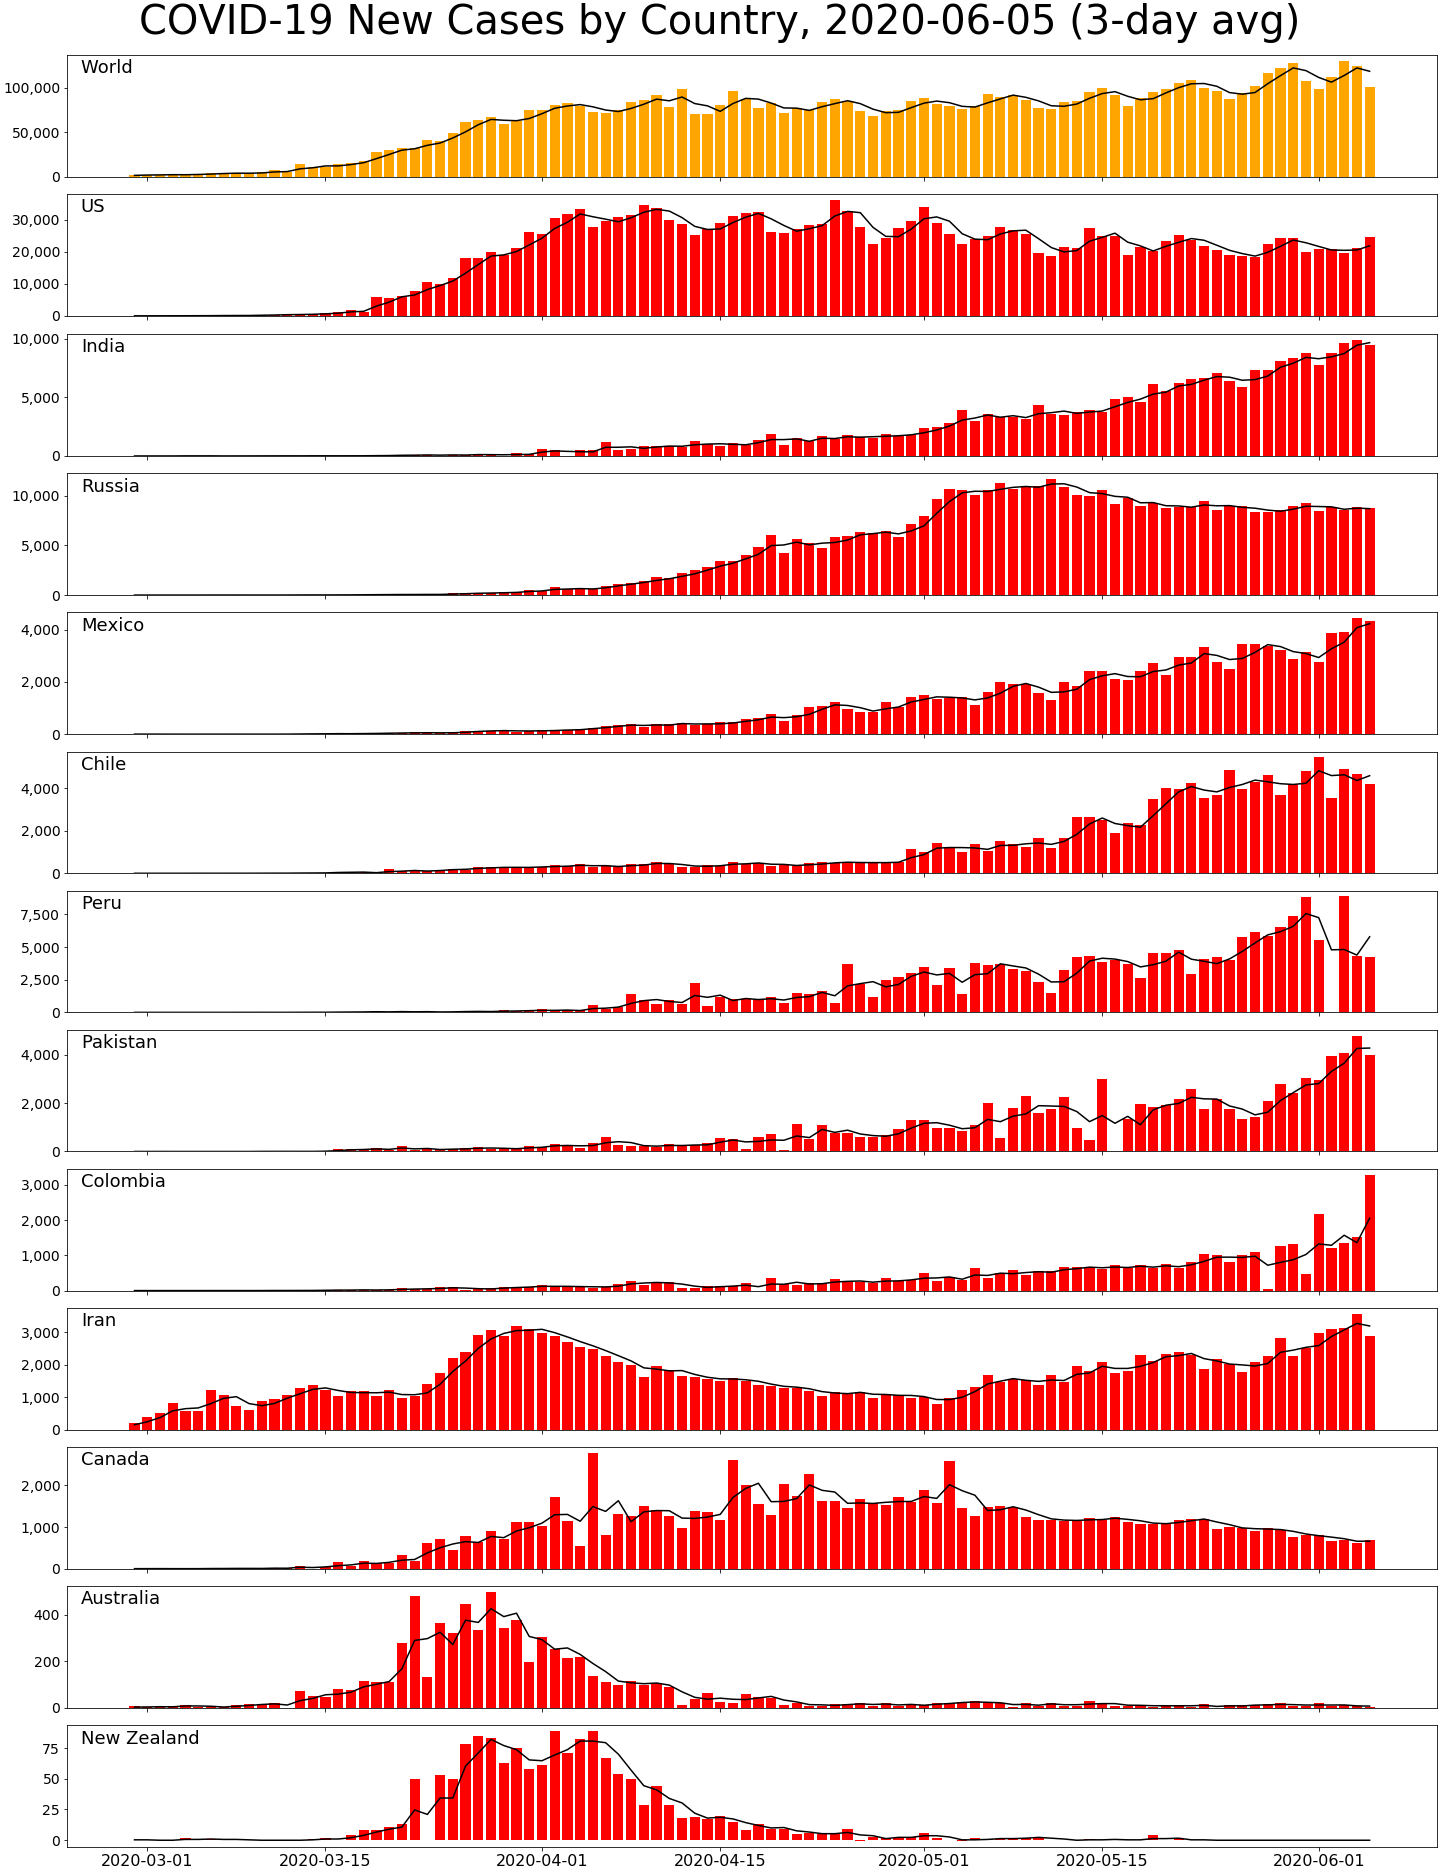 COVID-19 New Cases by Country, 2020-06-05 (3-day avg)
World
100,000
50,000
0
US
30,000
20,000
10,000
0
India
10,000
5,000
0
Russia
10,000
5,000
0
Mexico
4,000
2,000
0
Chile
4,000
2,000
0
Peru
7,500
5,000
2,500
0
Pakistan
4,000
2,000
0
Colombia
3,000
2,000
1,000
0
Iran
3,000
2,000
1,000
0
Canada
2,000
1,000
0
Australia
400
200
0
New Zealand
75
50
25
0
2020-03-01 2020-03-15 2020-04-01 2020-04-15 2020-05-01 2020-05-15 2020-06-01